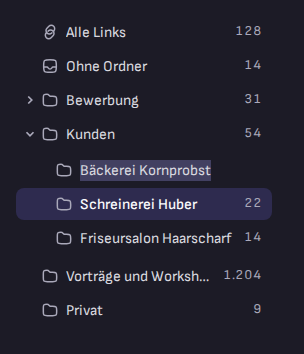 Alle Links 128
Ohne Ordner 14
Bewerbung 31
Kunden 54
Bäckerei Kornprobst
Schreinerei Huber 22
Friseursalon Haarscharf 14
Vorträge und Worksh... 1.204
Privat 9